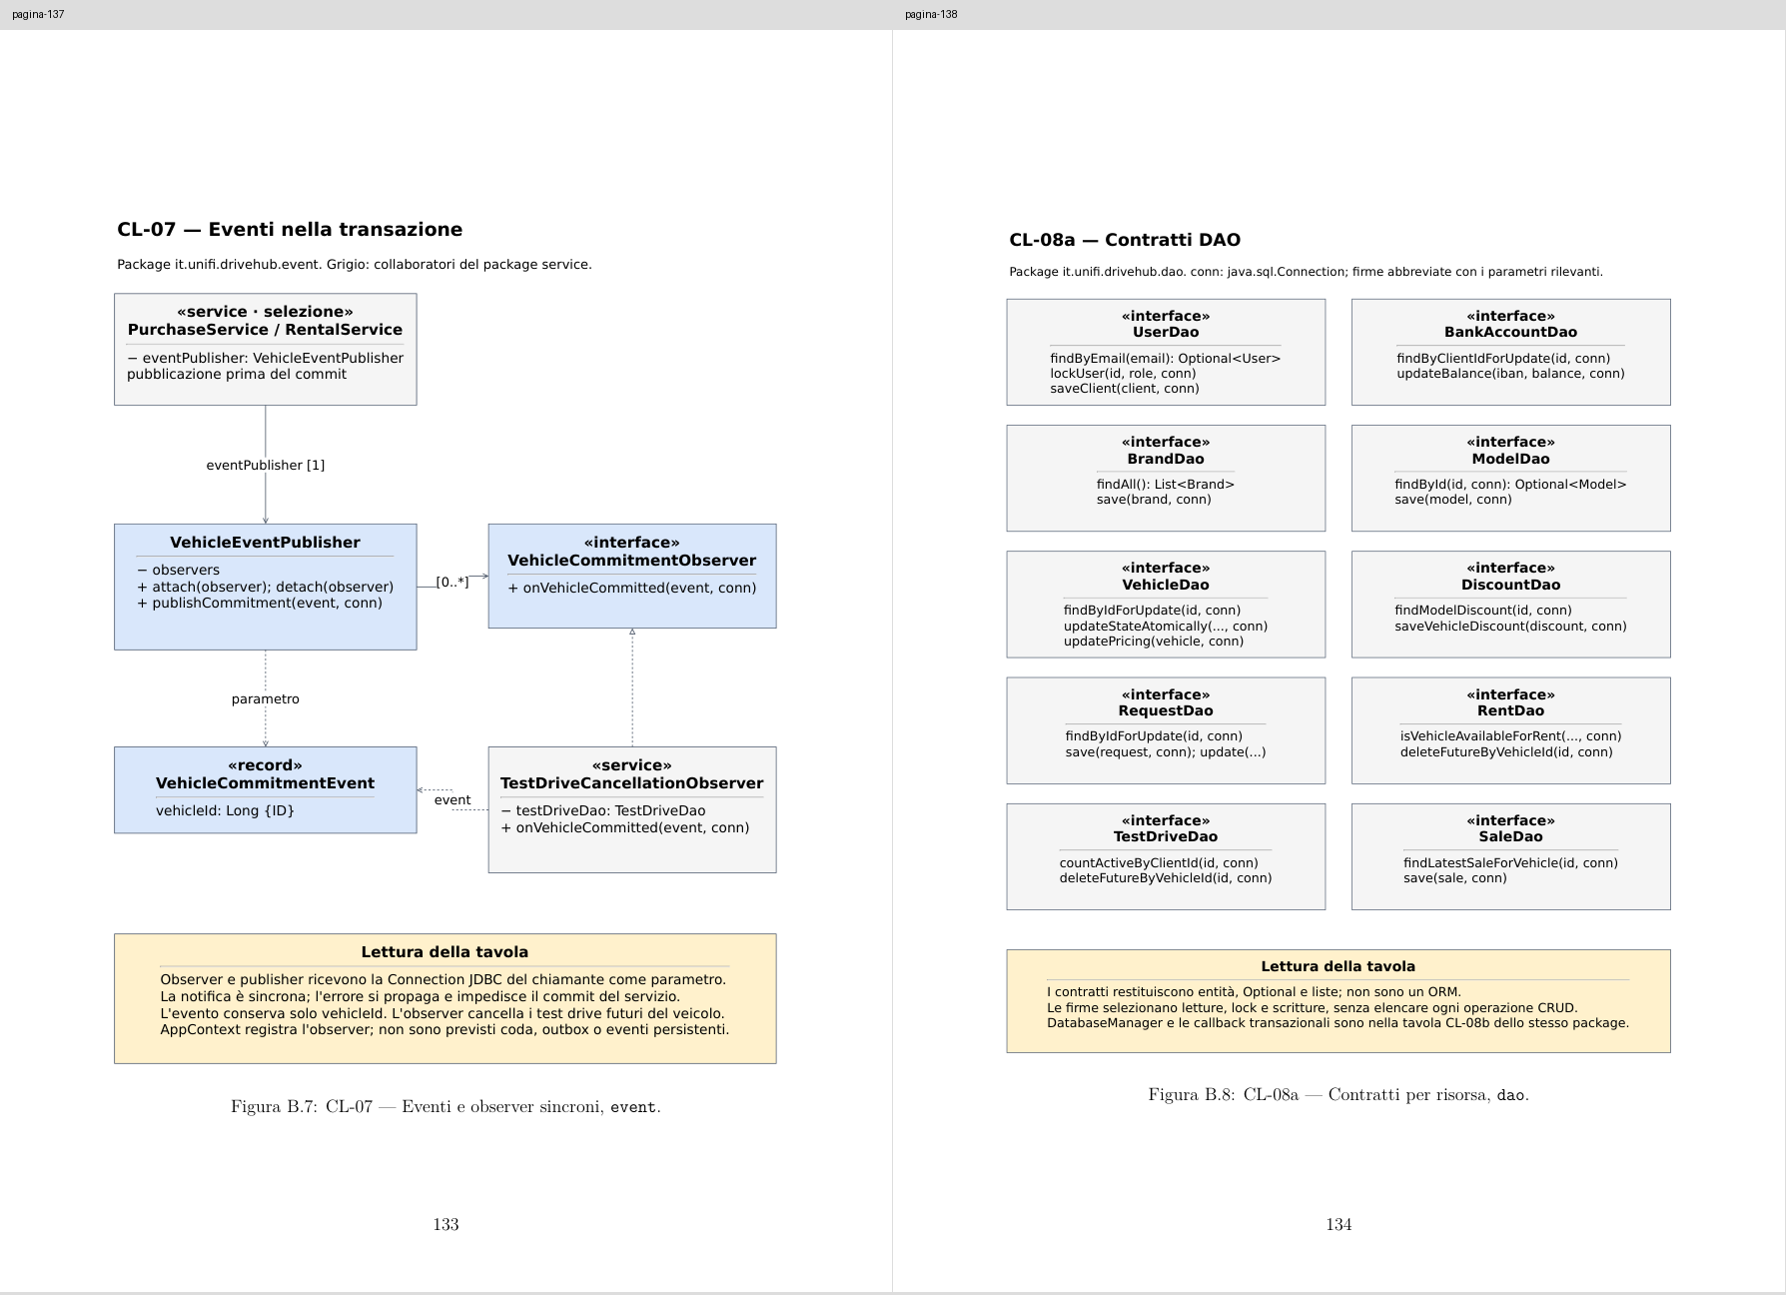 pagina-137
CL-07 — Eventi nella transazione
Package it.unifi.drivehub.event. Grigio: collaboratori del package service.
«service · selezione»
PurchaseService / RentalService
− eventPublisher: VehicleEventPublisher
pubblicazione prima del commit
eventPublisher [1]
VehicleEventPublisher
− observers
+ attach(observer); detach(observer)
+ publishCommitment(event, conn)
[0..*]
«interface»
VehicleCommitmentObserver
+ onVehicleCommitted(event, conn)
parametro
«record»
VehicleCommitmentEvent
vehicleId: Long {ID}
event
«service»
TestDriveCancellationObserver
− testDriveDao: TestDriveDao
+ onVehicleCommitted(event, conn)
Lettura della tavola
Observer e publisher ricevono la Connection JDBC del chiamante come parametro.
La notifica è sincrona; l'errore si propaga e impedisce il commit del servizio.
L'evento conserva solo vehicleId. L'observer cancella i test drive futuri del veicolo.
AppContext registra l'observer; non sono previsti coda, outbox o eventi persistenti.
Figura B.7: CL-07 — Eventi e observer sincroni, event.
133
pagina-138
CL-08a — Contratti DAO
Package it.unifi.drivehub.dao. conn: java.sql.Connection; firme abbreviate con i parametri rilevanti.
«interface»
UserDao
findByEmail(email): Optional<User>
lockUser(id, role, conn)
saveClient(client, conn)
«interface»
BankAccountDao
findByClientIdForUpdate(id, conn)
updateBalance(iban, balance, conn)
«interface»
BrandDao
findAll(): List<Brand>
save(brand, conn)
«interface»
ModelDao
findById(id, conn): Optional<Model>
save(model, conn)
«interface»
VehicleDao
findByIdForUpdate(id, conn)
updateStateAtomically(..., conn)
updatePricing(vehicle, conn)
«interface»
DiscountDao
findModelDiscount(id, conn)
saveVehicleDiscount(discount, conn)
«interface»
RequestDao
findByIdForUpdate(id, conn)
save(request, conn); update(...)
«interface»
RentDao
isVehicleAvailableForRent(..., conn)
deleteFutureByVehicleId(id, conn)
«interface»
TestDriveDao
countActiveByClientId(id, conn)
deleteFutureByVehicleId(id, conn)
«interface»
SaleDao
findLatestSaleForVehicle(id, conn)
save(sale, conn)
Lettura della tavola
I contratti restituiscono entità, Optional e liste; non sono un ORM.
Le firme selezionano letture, lock e scritture, senza elencare ogni operazione CRUD.
DatabaseManager e le callback transazionali sono nella tavola CL-08b dello stesso package.
Figura B.8: CL-08a — Contratti per risorsa, dao.
134